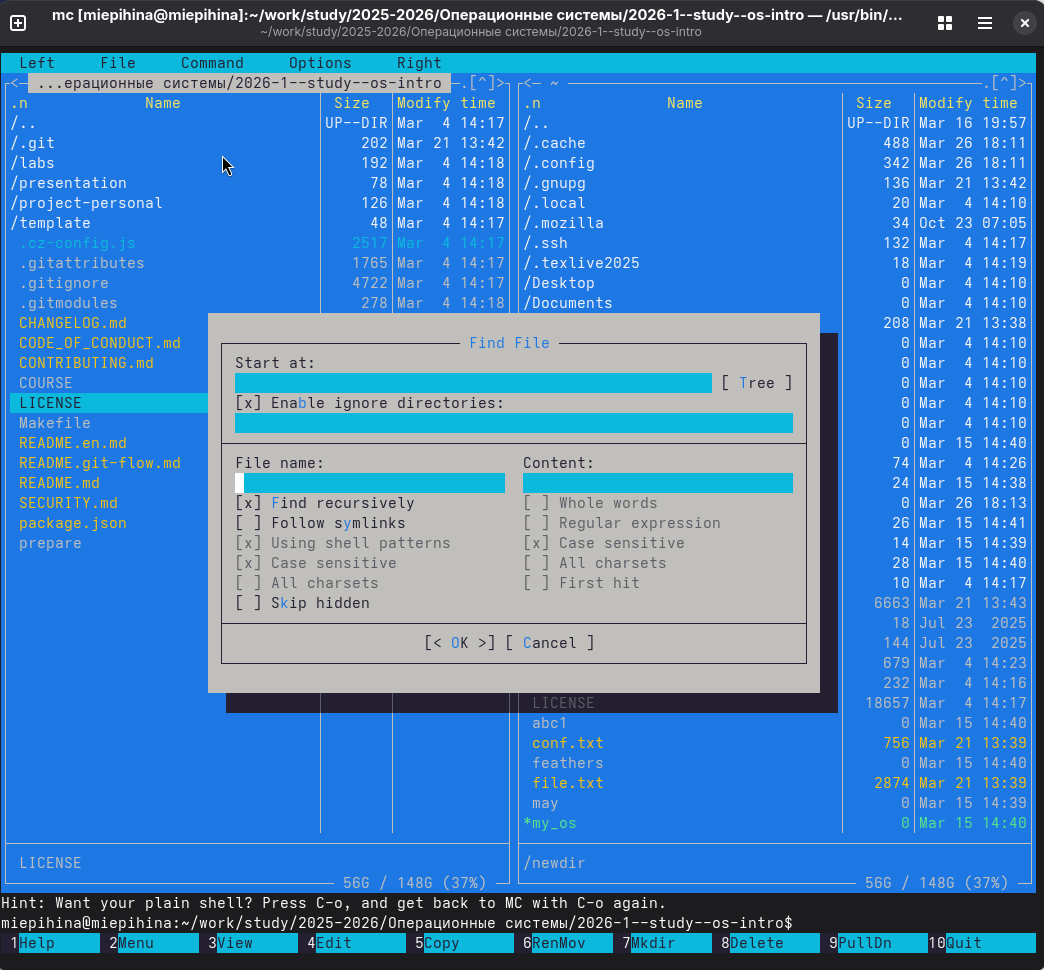 mc [miepihina@miepihina]:~/work/study/2025-2026/Операционные системы/2026-1--study--os-intro — /usr/bin/…
~/work/study/2025-2026/Операционные системы/2026-1--study--os-intro
Left File Command Options Right
<— ...ерационные системы/2026-1--study--os-intro —.[^]>
.n Name Size Modify time
/.. UP--DIR Mar 4 14:17
/.git 202 Mar 21 13:42
/labs 192 Mar 4 14:18
/presentation 78 Mar 4 14:18
/project-personal 126 Mar 4 14:18
/template 48 Mar 4 14:17
.cz-config.js 2517 Mar 4 14:17
.gitattributes 1765 Mar 4 14:17
.gitignore 4722 Mar 4 14:17
.gitmodules 278 Mar 4 14:18
CHANGELOG.md
CODE_OF_CONDUCT.md
CONTRIBUTING.md
COURSE
LICENSE
Makefile
README.en.md
README.git-flow.md
README.md
SECURITY.md
package.json
prepare
LICENSE
56G / 148G (37%)
<— ~ —.[^]>
.n Name Size Modify time
/.. UP--DIR Mar 16 19:57
/.cache 488 Mar 26 18:11
/.config 342 Mar 26 18:11
/.gnupg 136 Mar 21 13:42
/.local 20 Mar 4 14:10
/.mozilla 34 Oct 23 07:05
/.ssh 132 Mar 4 14:17
/.texlive2025 18 Mar 4 14:19
/Desktop 0 Mar 4 14:10
/Documents 0 Mar 4 14:10
208 Mar 21 13:38
0 Mar 4 14:10
0 Mar 4 14:10
0 Mar 4 14:10
0 Mar 4 14:10
0 Mar 4 14:10
0 Mar 15 14:40
74 Mar 4 14:26
24 Mar 15 14:38
0 Mar 26 18:13
26 Mar 15 14:41
14 Mar 15 14:39
28 Mar 15 14:40
10 Mar 4 14:17
6663 Mar 21 13:43
18 Jul 23 2025
144 Jul 23 2025
679 Mar 4 14:23
232 Mar 4 14:16
LICENSE 18657 Mar 4 14:17
abc1 0 Mar 15 14:40
conf.txt 756 Mar 21 13:39
feathers 0 Mar 15 14:40
file.txt 2874 Mar 21 13:39
may 0 Mar 15 14:39
*my_os 0 Mar 15 14:40
/newdir
56G / 148G (37%)
Find File
Start at:
[ Tree ]
[x] Enable ignore directories:
File name: Content:
[x] Find recursively [ ] Whole words
[ ] Follow symlinks [ ] Regular expression
[x] Using shell patterns [x] Case sensitive
[x] Case sensitive [ ] All charsets
[ ] All charsets [ ] First hit
[ ] Skip hidden
[< OK >] [ Cancel ]
Hint: Want your plain shell? Press C-o, and get back to MC with C-o again.
miepihina@miepihina:~/work/study/2025-2026/Операционные системы/2026-1--study--os-intro$
1Help 2Menu 3View 4Edit 5Copy 6RenMov 7Mkdir 8Delete 9PullDn 10Quit